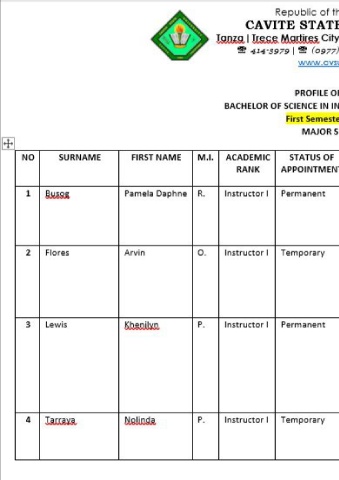 Republic of th
CAVITE STATE
Tanza | Trece Martires City
☎ 414-3979 | ☎ (0977)
www.cvs
PROFILE OF
BACHELOR OF SCIENCE IN IN
First Semeste
MAJOR S
NO SURNAME FIRST NAME M.I. ACADEMIC RANK STATUS OF APPOINTMENT
1 Busog Pamela Daphne R. Instructor I Permanent
2 Flores Arvin O. Instructor I Temporary
3 Lewis Khenilyn P. Instructor I Permanent
4 Tarraya Nolinda P. Instructor I Temporary